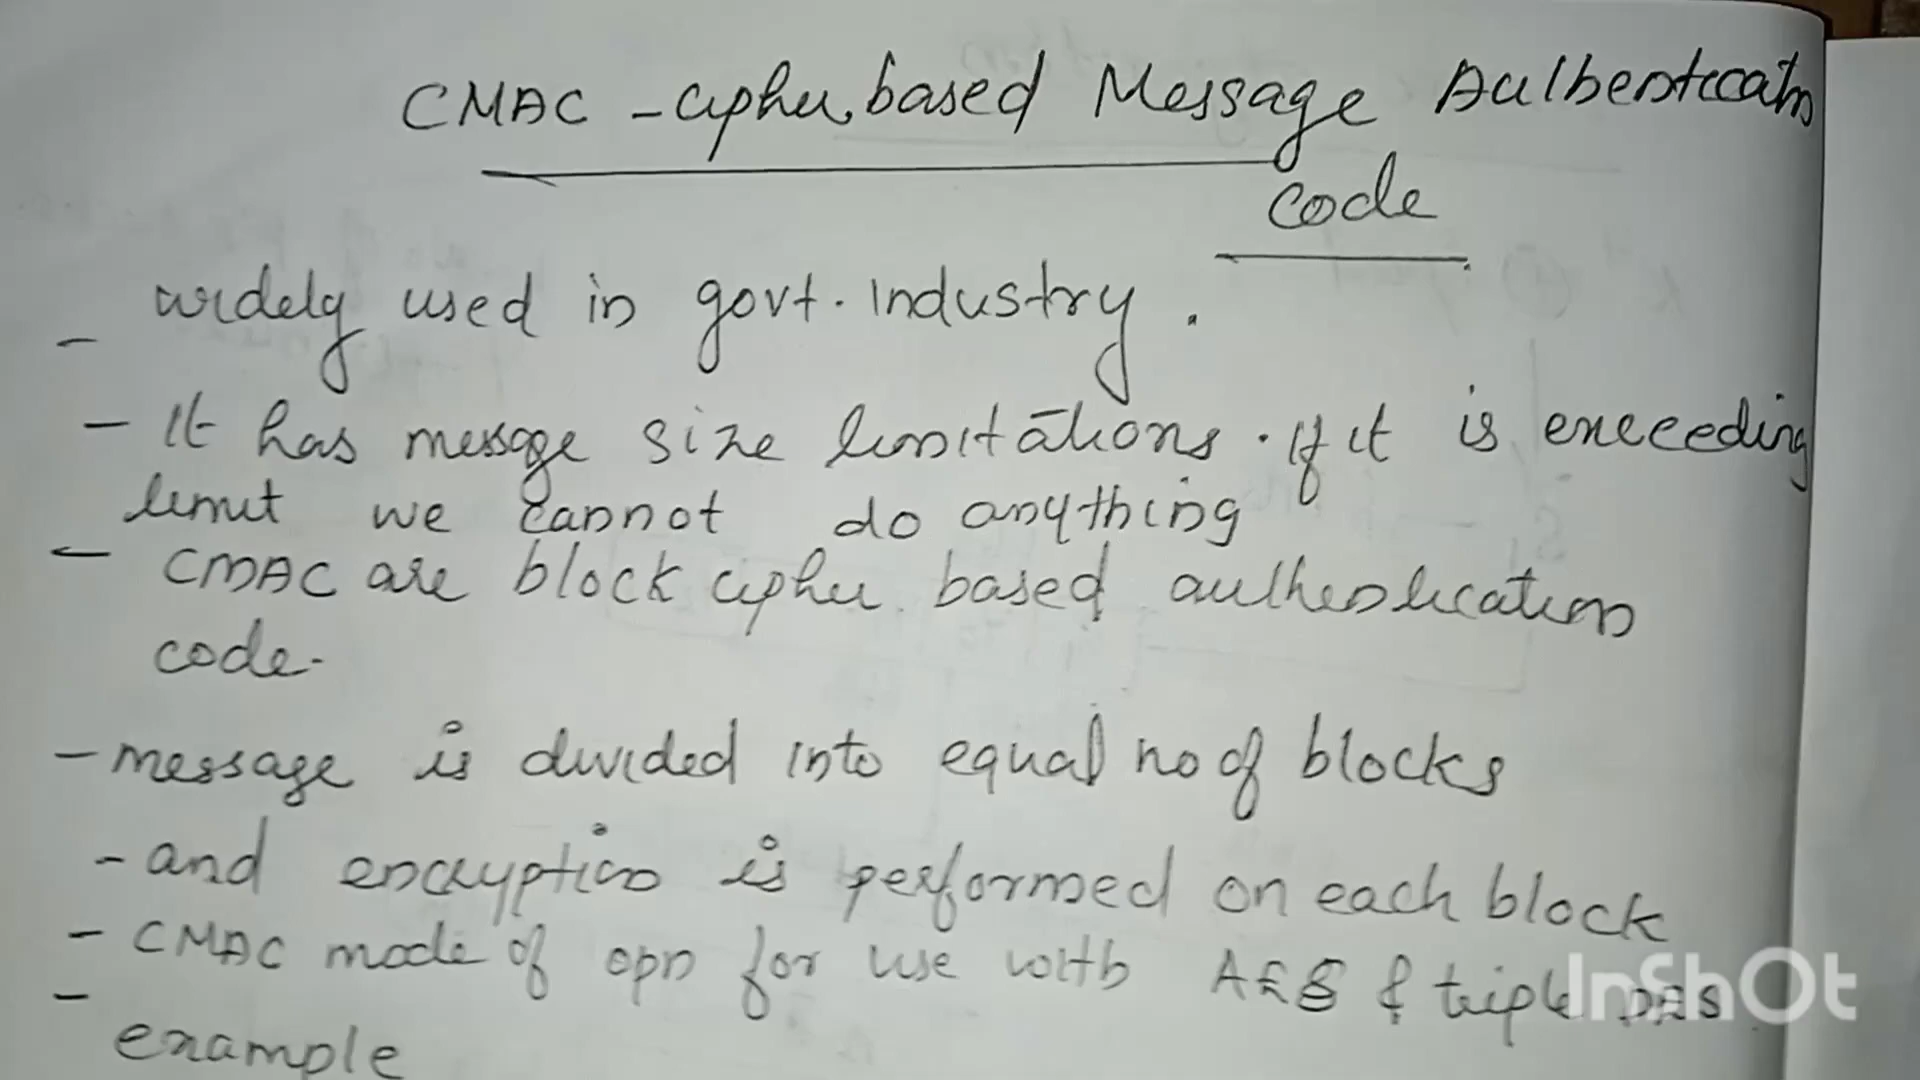 CMAC - cipher based Message Authentication
code
- widely used in govt. industry.
- It has message size limitations. If it is exceeding
limit we cannot do anything
- CMAC are block cipher based authentication
code.
- message is divided into equal no of blocks
- and encryption is performed on each block
- CMAC mode of opn for use with AES & triple DES
- example
InShOt